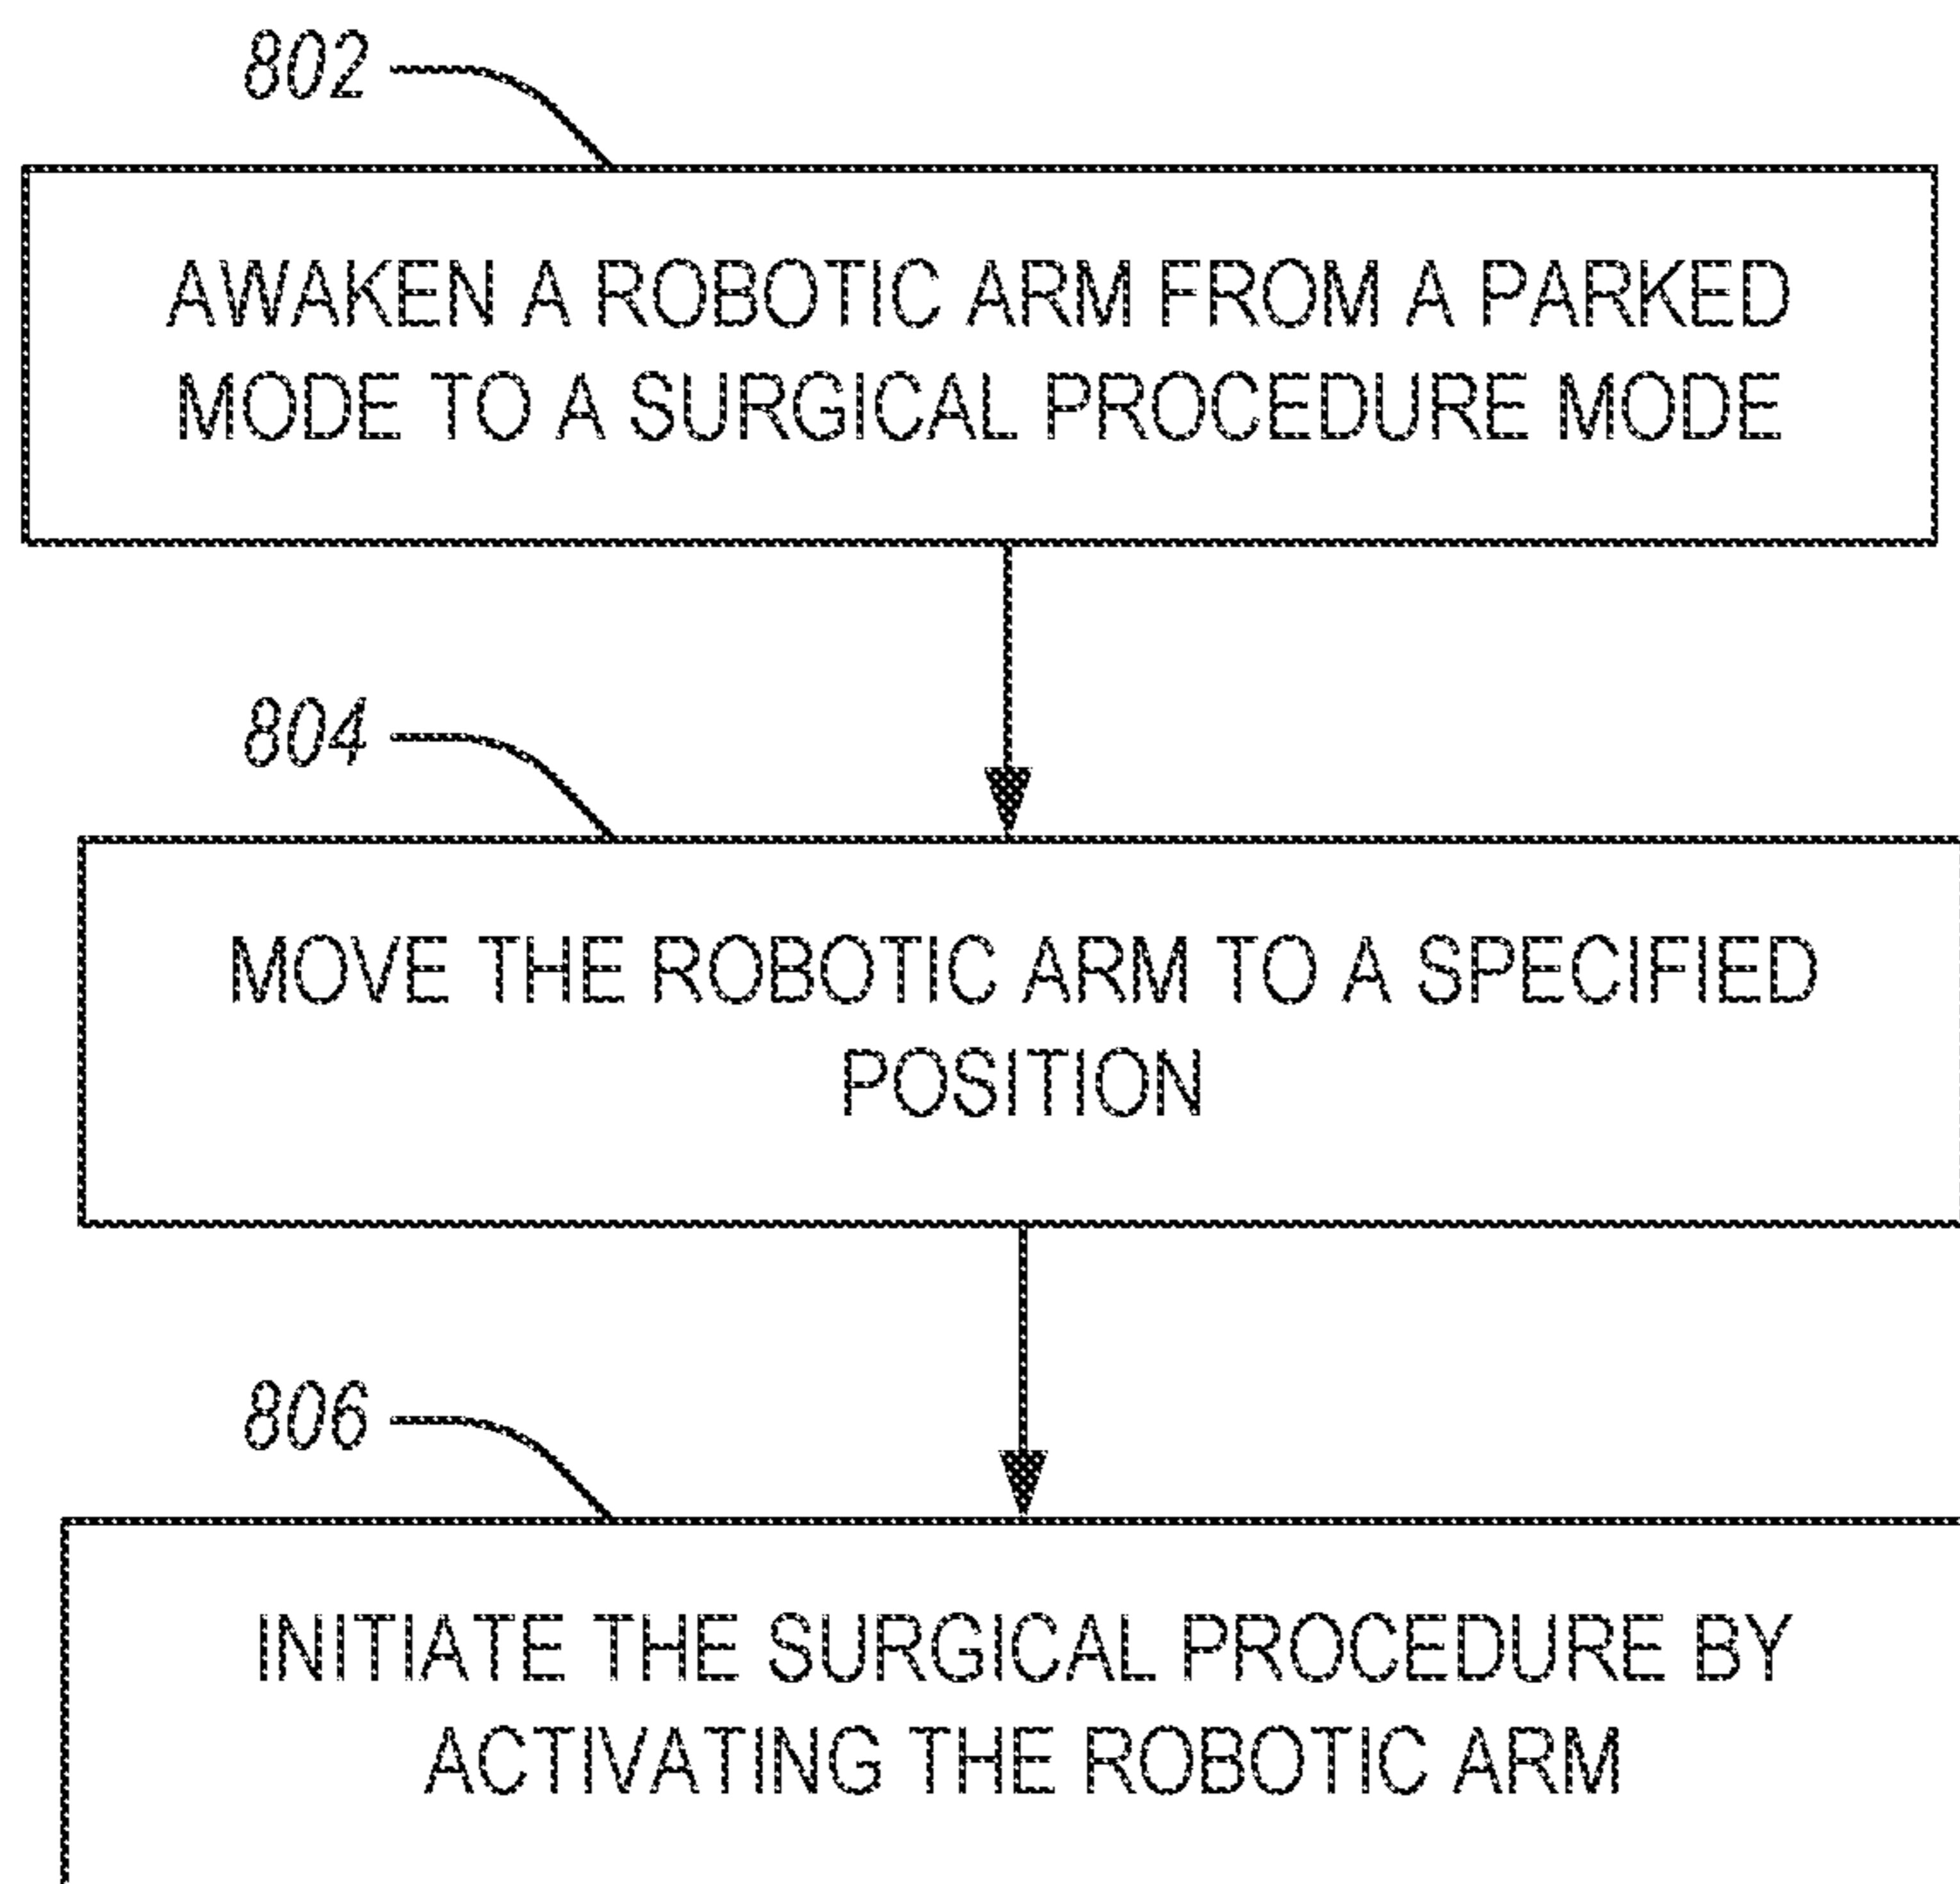 802
AWAKEN A ROBOTIC ARM FROM A PARKED
MODE TO A SURGICAL PROCEDURE MODE
804
MOVE THE ROBOTIC ARM TO A SPECIFIED
POSITION
806
INITIATE THE SURGICAL PROCEDURE BY
ACTIVATING THE ROBOTIC ARM